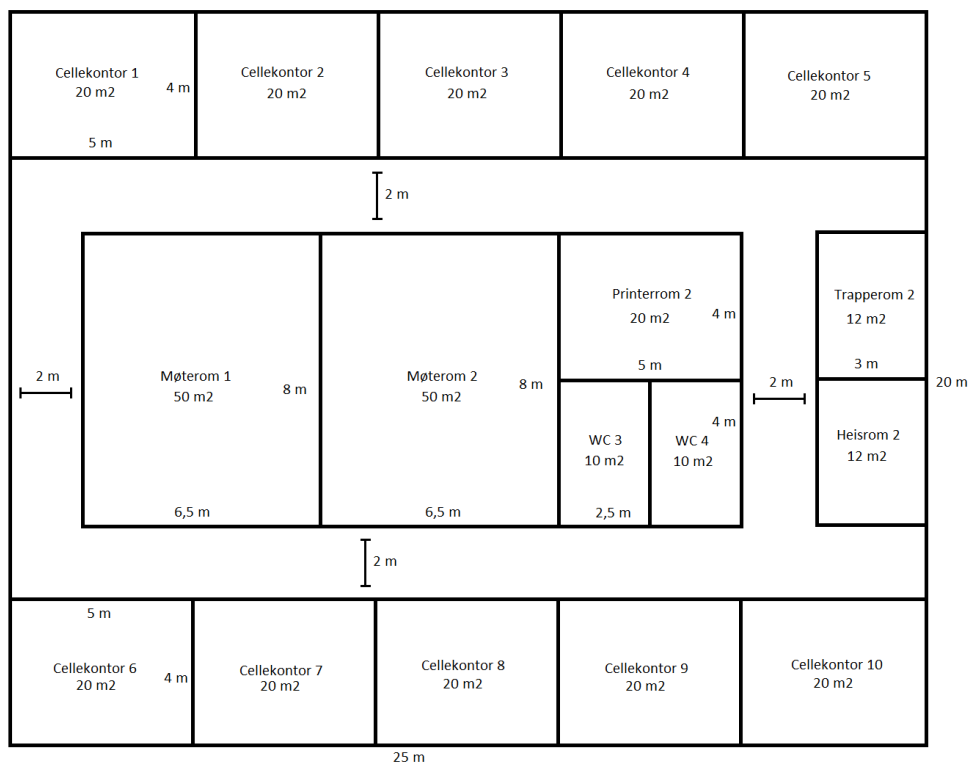 Cellekontor 1
20 m2
4 m
5 m
Cellekontor 2
20 m2
Cellekontor 3
20 m2
Cellekontor 4
20 m2
Cellekontor 5
20 m2
2 m
2 m
Møterom 1
50 m2
8 m
6,5 m
Møterom 2
50 m2
8 m
6,5 m
Printerrom 2
20 m2
4 m
5 m
WC 3
10 m2
2,5 m
4 m
WC 4
10 m2
2 m
Trapperom 2
12 m2
3 m
Heisrom 2
12 m2
20 m
2 m
5 m
Cellekontor 6
20 m2
4 m
Cellekontor 7
20 m2
Cellekontor 8
20 m2
Cellekontor 9
20 m2
Cellekontor 10
20 m2
25 m